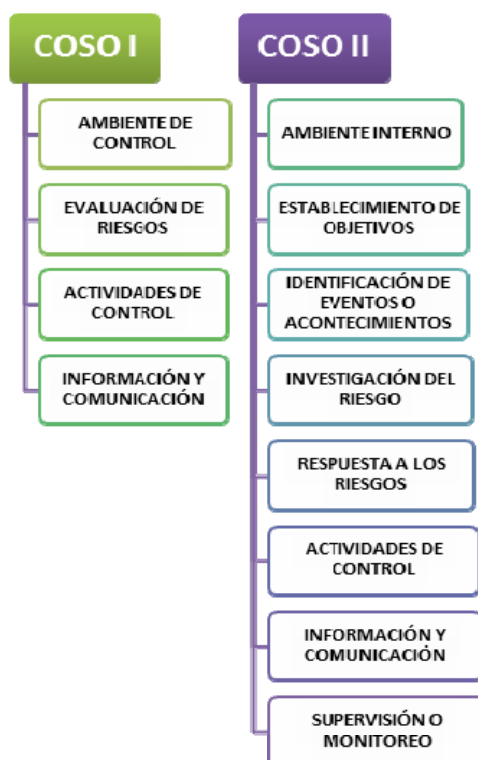 COSO I
AMBIENTE DE
CONTROL
EVALUACIÓN DE
RIESGOS
ACTIVIDADES DE
CONTROL
INFORMACIÓN Y
COMUNICACIÓN
COSO II
AMBIENTE INTERNO
ESTABLECIMIENTO DE
OBJETIVOS
IDENTIFICACIÓN DE
EVENTOS O
ACONTECIMIENTOS
INVESTIGACIÓN DEL
RIESGO
RESPUESTA A LOS
RIESGOS
ACTIVIDADES DE
CONTROL
INFORMACIÓN Y
COMUNICACIÓN
SUPERVISIÓN O
MONITOREO